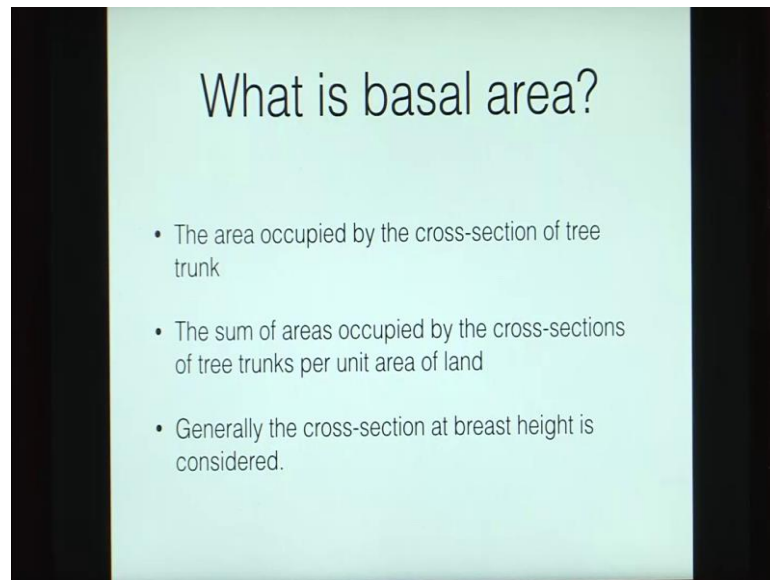 What is basal area?
• The area occupied by the cross-section of tree
trunk
• The sum of areas occupied by the cross-sections
of tree trunks per unit area of land
• Generally the cross-section at breast height is
considered.